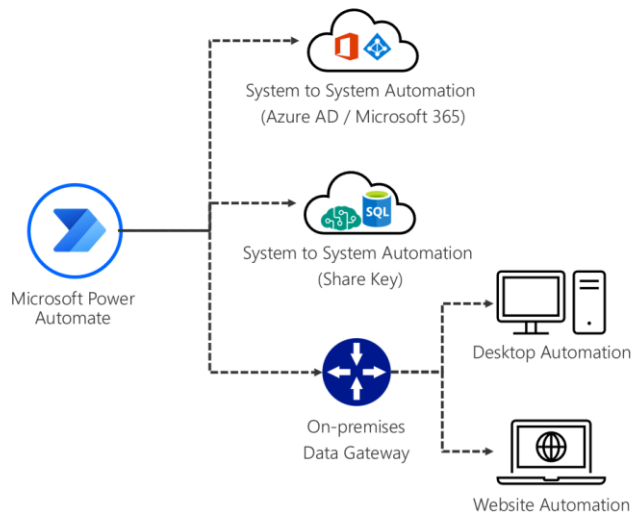 System to System Automation
(Azure AD / Microsoft 365)
SQL
System to System Automation
(Share Key)
Microsoft Power
Automate
Desktop Automation
On-premises
Data Gateway
Website Automation